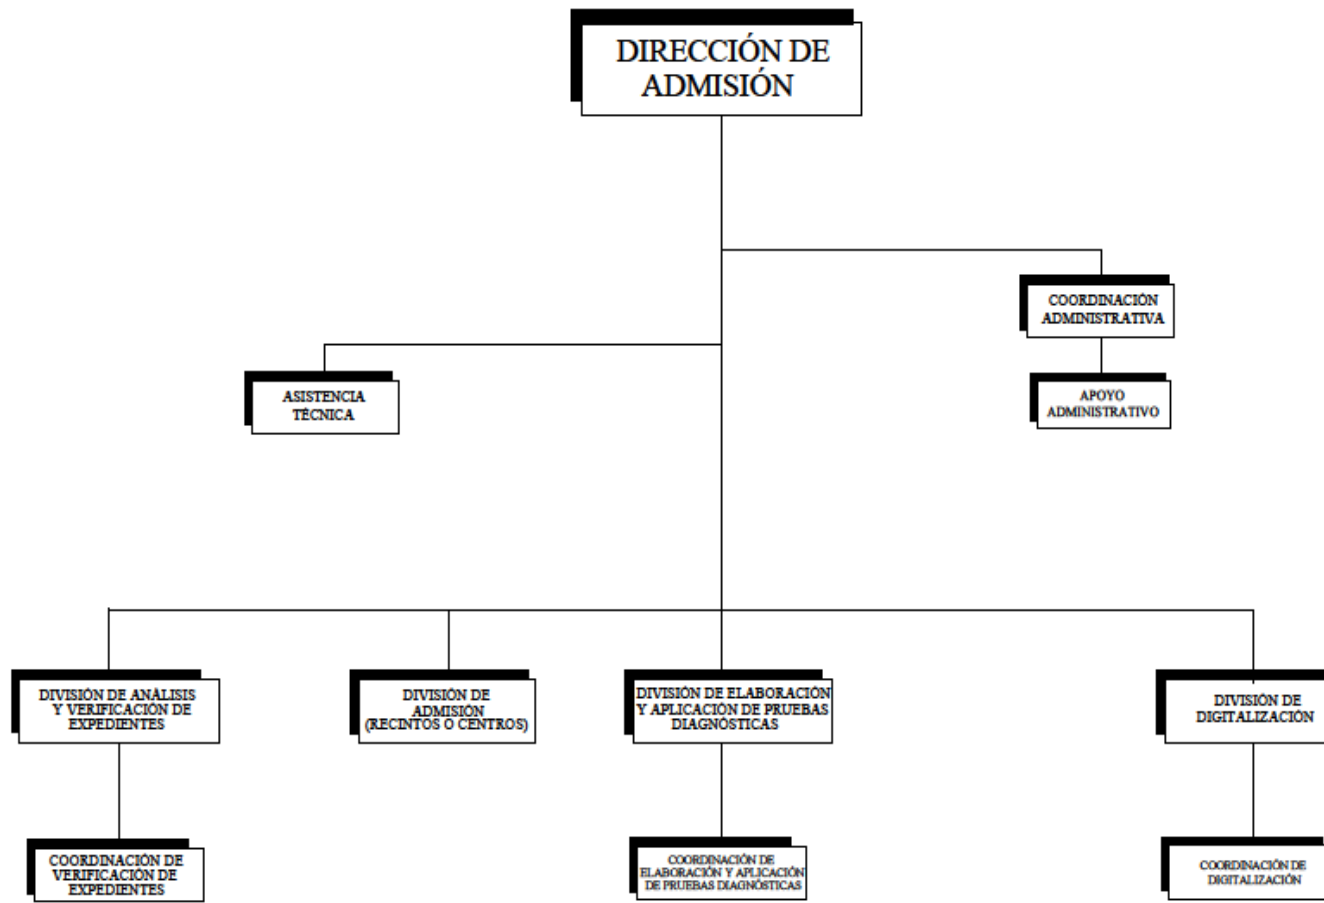 DIRECCIÓN DE
ADMISIÓN
COORDINACIÓN
ADMINISTRATIVA
ASISTENCIA
TÉCNICA
APOYO
ADMINISTRATIVO
DIVISIÓN DE ANÁLISIS
Y VERIFICACIÓN DE
EXPEDIENTES
DIVISIÓN DE
ADMISIÓN
(RECINTOS O CENTROS)
DIVISIÓN DE ELABORACIÓN
Y APLICACIÓN DE PRUEBAS
DIAGNÓSTICAS
DIVISIÓN DE
DIGITALIZACIÓN
COORDINACIÓN DE
VERIFICACIÓN DE
EXPEDIENTES
COORDINACIÓN DE
ELABORACIÓN Y APLICACIÓN
DE PRUEBAS DIAGNÓSTICAS
COORDINACIÓN DE
DIGITALIZACIÓN